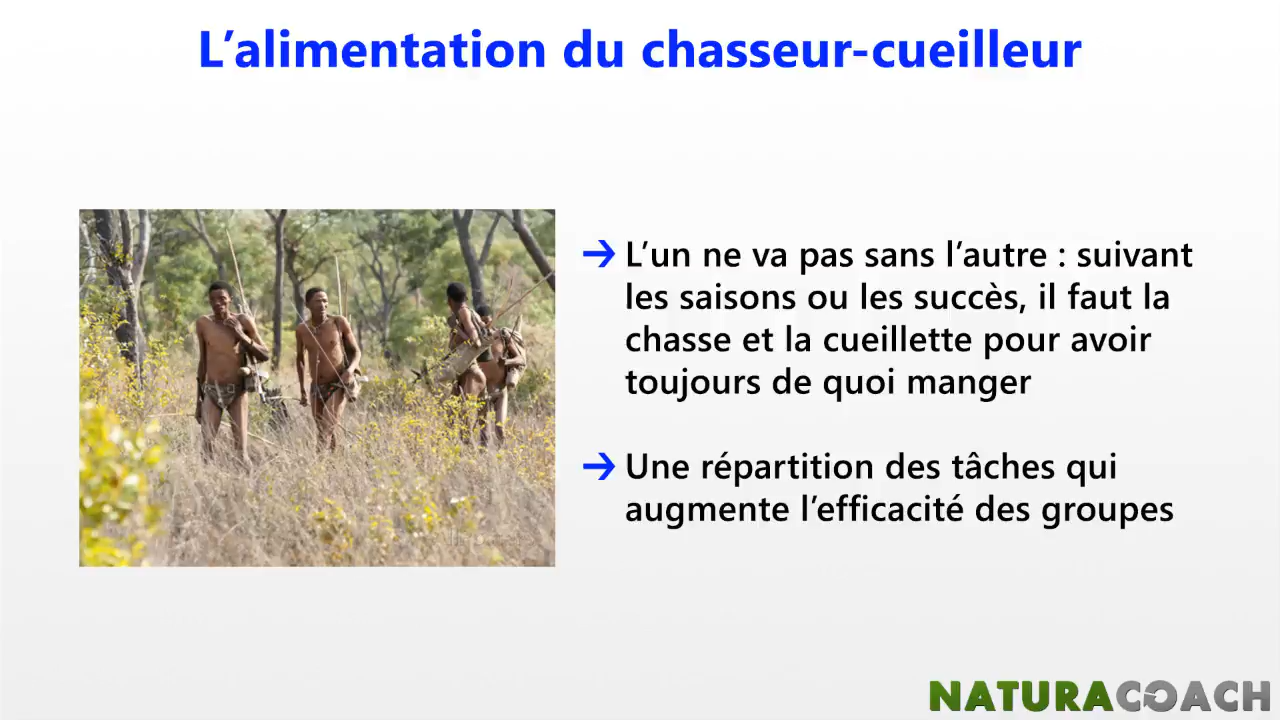 L’alimentation du chasseur-cueilleur
→ L’un ne va pas sans l’autre : suivant
les saisons ou les succès, il faut la
chasse et la cueillette pour avoir
toujours de quoi manger
→ Une répartition des tâches qui
augmente l’efficacité des groupes
NATURACOACH